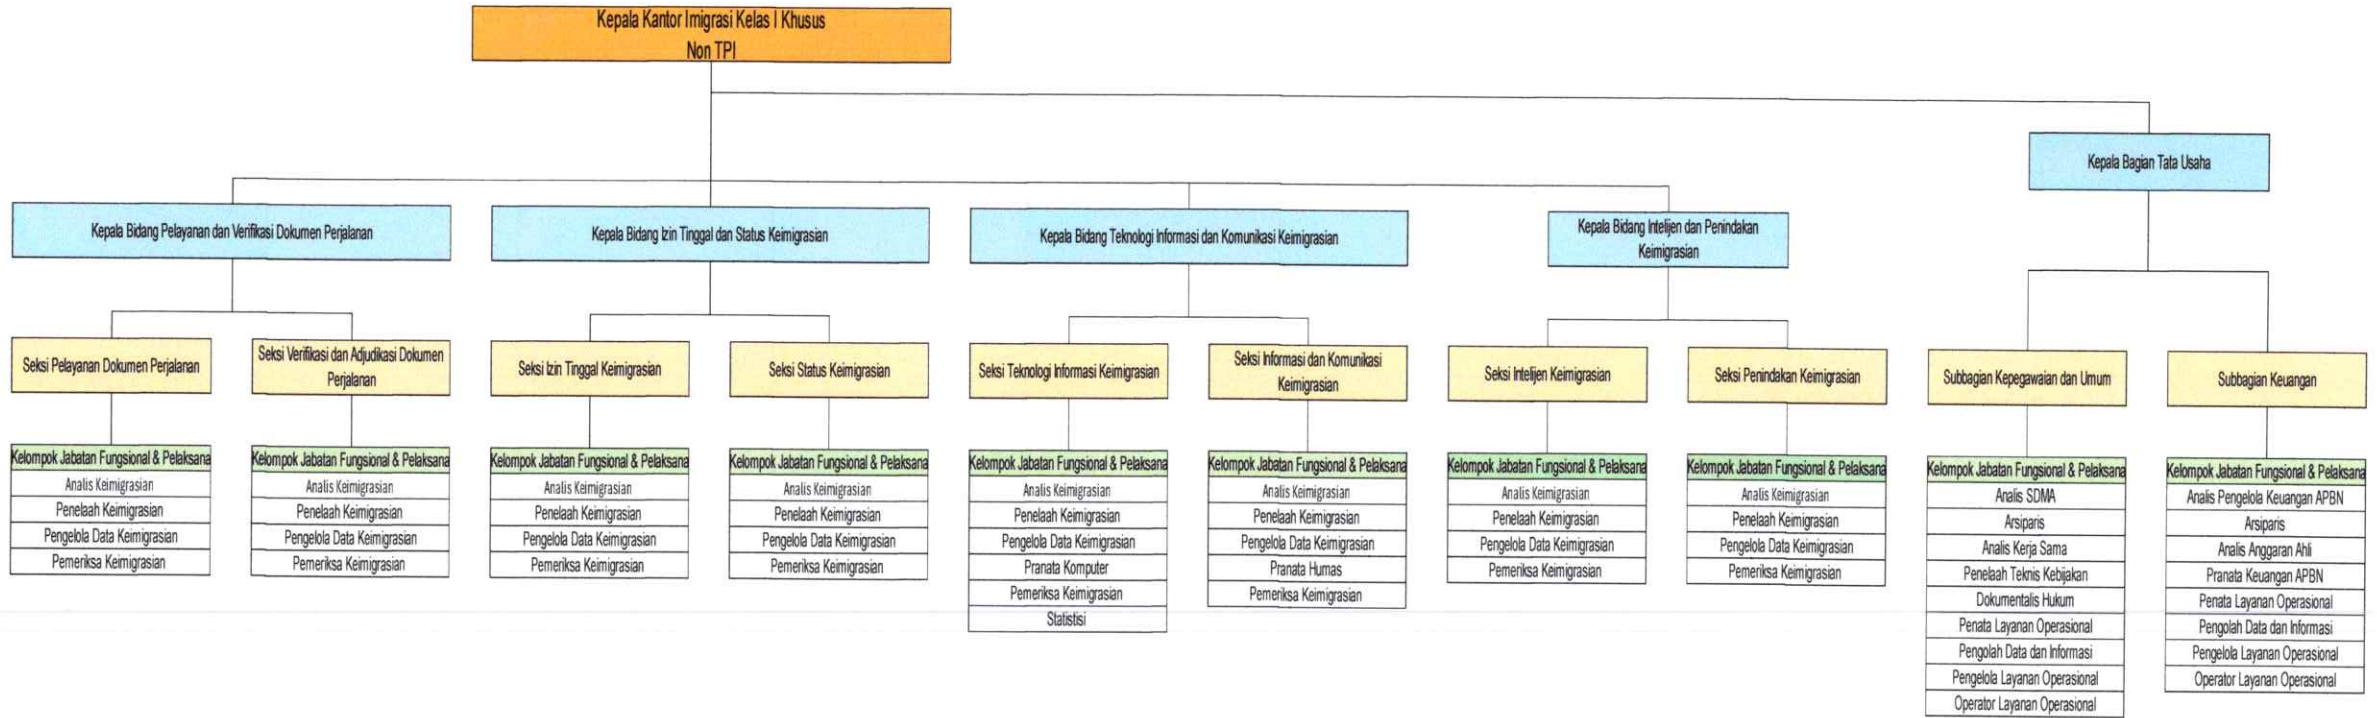 Kepala Kantor Imigrasi Kelas I Khusus
Non TPI
Kepala Bagian Tata Usaha
Kepala Bidang Pelayanan dan Verifikasi Dokumen Perjalanan
Kepala Bidang Izin Tinggal dan Status Keimigrasian
Kepala Bidang Teknologi Informasi dan Komunikasi Keimigrasian
Kepala Bidang Intelijen dan Penindakan
Keimigrasian
Seksi Pelayanan Dokumen Perjalanan
Seksi Verifikasi dan Adjudikasi Dokumen
Perjalanan
Seksi Izin Tinggal Keimigrasian
Seksi Status Keimigrasian
Seksi Teknologi Informasi Keimigrasian
Seksi Informasi dan Komunikasi
Keimigrasian
Seksi Intelijen Keimigrasian
Seksi Penindakan Keimigrasian
Subbagian Kepegawaian dan Umum
Subbagian Keuangan
Kelompok Jabatan Fungsional & Pelaksana
Analis Keimigrasian
Penelaah Keimigrasian
Pengelola Data Keimigrasian
Pemeriksa Keimigrasian
Kelompok Jabatan Fungsional & Pelaksana
Analis Keimigrasian
Penelaah Keimigrasian
Pengelola Data Keimigrasian
Pemeriksa Keimigrasian
Kelompok Jabatan Fungsional & Pelaksana
Analis Keimigrasian
Penelaah Keimigrasian
Pengelola Data Keimigrasian
Pemeriksa Keimigrasian
Kelompok Jabatan Fungsional & Pelaksana
Analis Keimigrasian
Penelaah Keimigrasian
Pengelola Data Keimigrasian
Pemeriksa Keimigrasian
Kelompok Jabatan Fungsional & Pelaksana
Analis Keimigrasian
Penelaah Keimigrasian
Pengelola Data Keimigrasian
Pranata Komputer
Pemeriksa Keimigrasian
Statistisi
Kelompok Jabatan Fungsional & Pelaksana
Analis Keimigrasian
Penelaah Keimigrasian
Pengelola Data Keimigrasian
Pranata Humas
Pemeriksa Keimigrasian
Kelompok Jabatan Fungsional & Pelaksana
Analis Keimigrasian
Penelaah Keimigrasian
Pengelola Data Keimigrasian
Pemeriksa Keimigrasian
Kelompok Jabatan Fungsional & Pelaksana
Analis Keimigrasian
Penelaah Keimigrasian
Pengelola Data Keimigrasian
Pemeriksa Keimigrasian
Kelompok Jabatan Fungsional & Pelaksana
Analis SDMA
Arsiparis
Analis Kerja Sama
Penelaah Teknis Kebijakan
Dokumentalis Hukum
Penata Layanan Operasional
Pengolah Data dan Informasi
Pengelola Layanan Operasional
Operator Layanan Operasional
Kelompok Jabatan Fungsional & Pelaksana
Analis Pengelola Keuangan APBN
Arsiparis
Analis Anggaran Ahli
Pranata Keuangan APBN
Penata Layanan Operasional
Pengolah Data dan Informasi
Pengelola Layanan Operasional
Operator Layanan Operasional